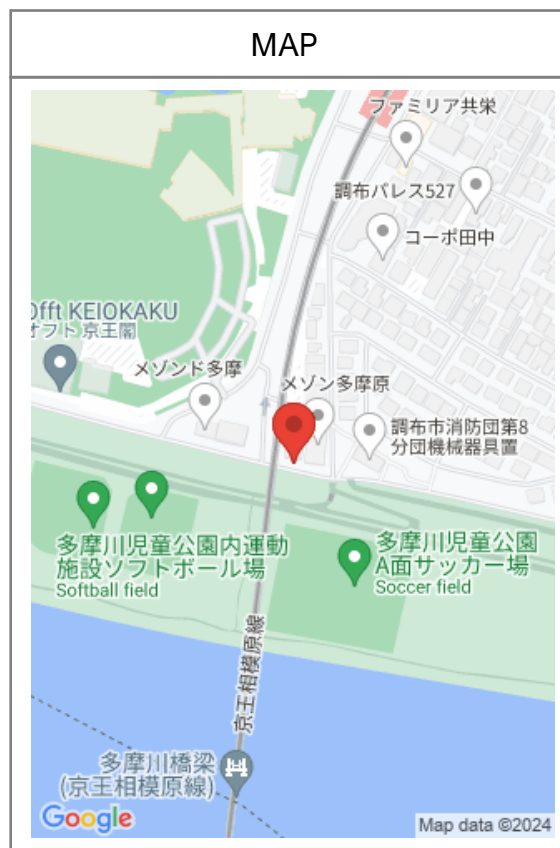 MAP
ファミリア共栄
調布パレス527
コーポ田中
Offt KEIOKAKU
オフト京王閣
メゾンド多摩
メゾン多摩原
調布市消防団第8
分団機械器具置
多摩川児童公園内運動
施設ソフトボール場
Softball field
多摩川児童公園
A面サッカー場
Soccer field
京王相模原線
多摩川橋梁
(京王相模原線)
Google
Map data ©2024